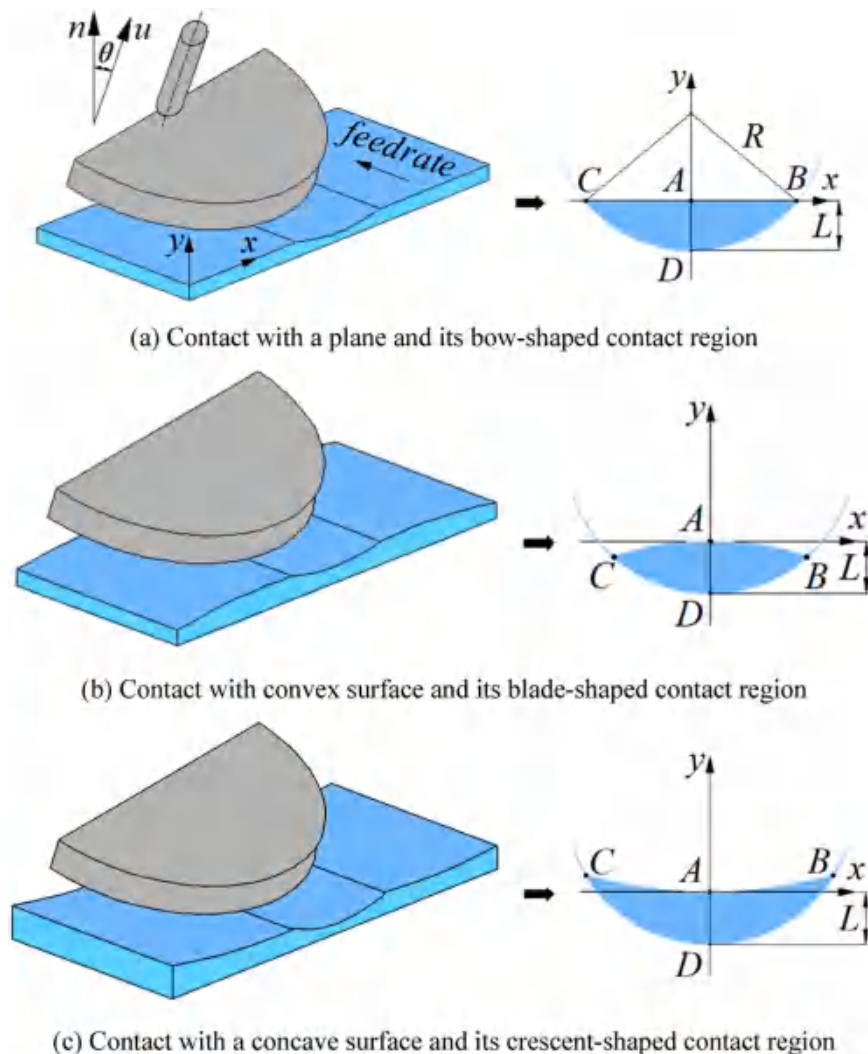 n
u
θ
feedrate
y
x
y
R
C
A
B
x
L
D
(a) Contact with a plane and its bow-shaped contact region
y
A
x
C
B
L
D
(b) Contact with convex surface and its blade-shaped contact region
y
C
A
B
x
L
D
(c) Contact with a concave surface and its crescent-shaped contact region